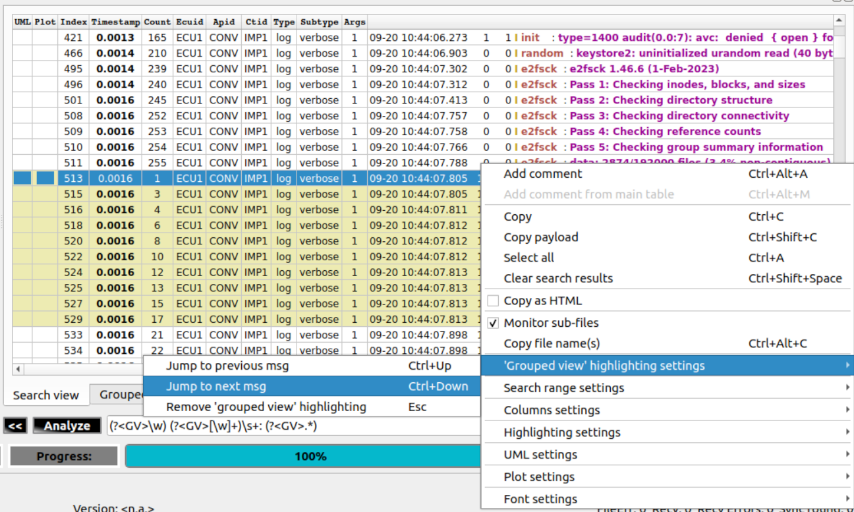 UML Plot Index Timestamp Count Ecuid Apid Ctid Type Subtype Args
421 0.0013 165 ECU1 CONV IMP1 log verbose 1 09-20 10:44:06.273 1 1 init : type=1400 audit(0.0:7): avc: denied { open } fo
466 0.0014 210 ECU1 CONV IMP1 log verbose 1 09-20 10:44:06.903 0 0 random : keystore2: uninitialized urandom read (40 byt
495 0.0014 239 ECU1 CONV IMP1 log verbose 1 09-20 10:44:07.302 0 0 e2fsck : e2fsck 1.46.6 (1-Feb-2023)
496 0.0014 240 ECU1 CONV IMP1 log verbose 1 09-20 10:44:07.312 0 0 e2fsck : Pass 1: Checking inodes, blocks, and sizes
501 0.0016 245 ECU1 CONV IMP1 log verbose 1 09-20 10:44:07.413 0 0 e2fsck : Pass 2: Checking directory structure
508 0.0016 252 ECU1 CONV IMP1 log verbose 1 09-20 10:44:07.757 0 0 e2fsck : Pass 3: Checking directory connectivity
509 0.0016 253 ECU1 CONV IMP1 log verbose 1 09-20 10:44:07.758 0 0 e2fsck : Pass 4: Checking reference counts
510 0.0016 254 ECU1 CONV IMP1 log verbose 1 09-20 10:44:07.766 0 0 e2fsck : Pass 5: Checking group summary information
511 0.0016 255 ECU1 CONV IMP1 log verbose 1 09-20 10:44:07.788 0 0 e2fsck : data: 2874/192000 files (3.4% non-contiguous)
513 0.0016 1 ECU1 CONV IMP1 log verbose 1 09-20 10:44:07.805 1
515 0.0016 3 ECU1 CONV IMP1 log verbose 1 09-20 10:44:07.805 1
516 0.0016 4 ECU1 CONV IMP1 log verbose 1 09-20 10:44:07.811 1
518 0.0016 6 ECU1 CONV IMP1 log verbose 1 09-20 10:44:07.812 1
520 0.0016 8 ECU1 CONV IMP1 log verbose 1 09-20 10:44:07.812 1
522 0.0016 10 ECU1 CONV IMP1 log verbose 1 09-20 10:44:07.812 1
524 0.0016 12 ECU1 CONV IMP1 log verbose 1 09-20 10:44:07.813 1
525 0.0016 13 ECU1 CONV IMP1 log verbose 1 09-20 10:44:07.813 1
527 0.0016 15 ECU1 CONV IMP1 log verbose 1 09-20 10:44:07.813 1
529 0.0016 17 ECU1 CONV IMP1 log verbose 1 09-20 10:44:07.813 1
533 0.0016 21 ECU1 CONV IMP1 log verbose 1 09-20 10:44:07.898 1
534 0.0016 22 ECU1 CONV IMP1 log verbose 1 09-20 10:44:07.898 1
Add comment Ctrl+Alt+A
Add comment from main table Ctrl+Alt+M
Copy Ctrl+C
Copy payload Ctrl+Shift+C
Select all Ctrl+A
Clear search results Ctrl+Shift+Space
Copy as HTML
Monitor sub-files
Copy file name(s) Ctrl+Alt+C
'Grouped view' highlighting settings
Search range settings
Columns settings
Highlighting settings
UML settings
Plot settings
Font settings
Jump to previous msg Ctrl+Up
Jump to next msg Ctrl+Down
Remove 'grouped view' highlighting Esc
Search view Grouped
<< Analyze (?<GV>\w) (?<GV>[\w]+)\s+: (?<GV>.*)
Progress: 100%
Version: <n.a.>